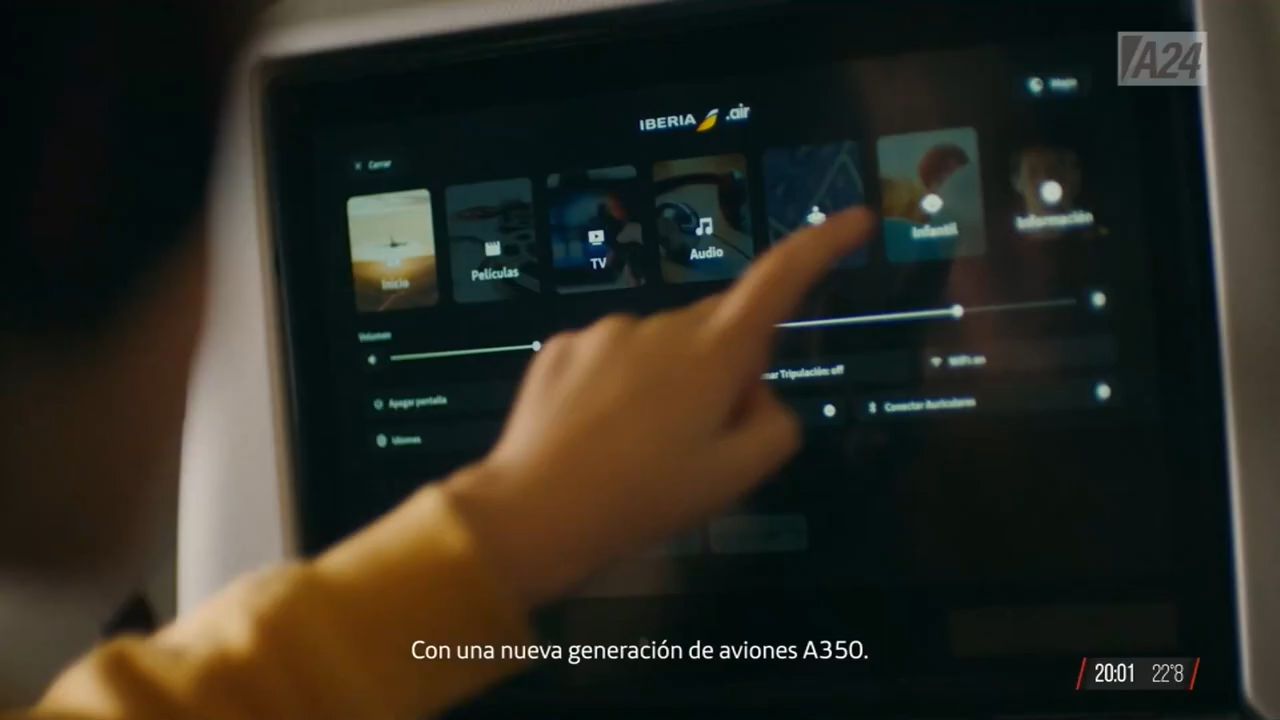 A24
IBERIA .air
Cerrar
Inicio
Películas
TV
Audio
Infantil
Información
Volumen
Tripulación: off
WiFi: on
Apagar pantalla
Conectar Auriculares
Idiomas
Con una nueva generación de aviones A350.
20:01 22°8